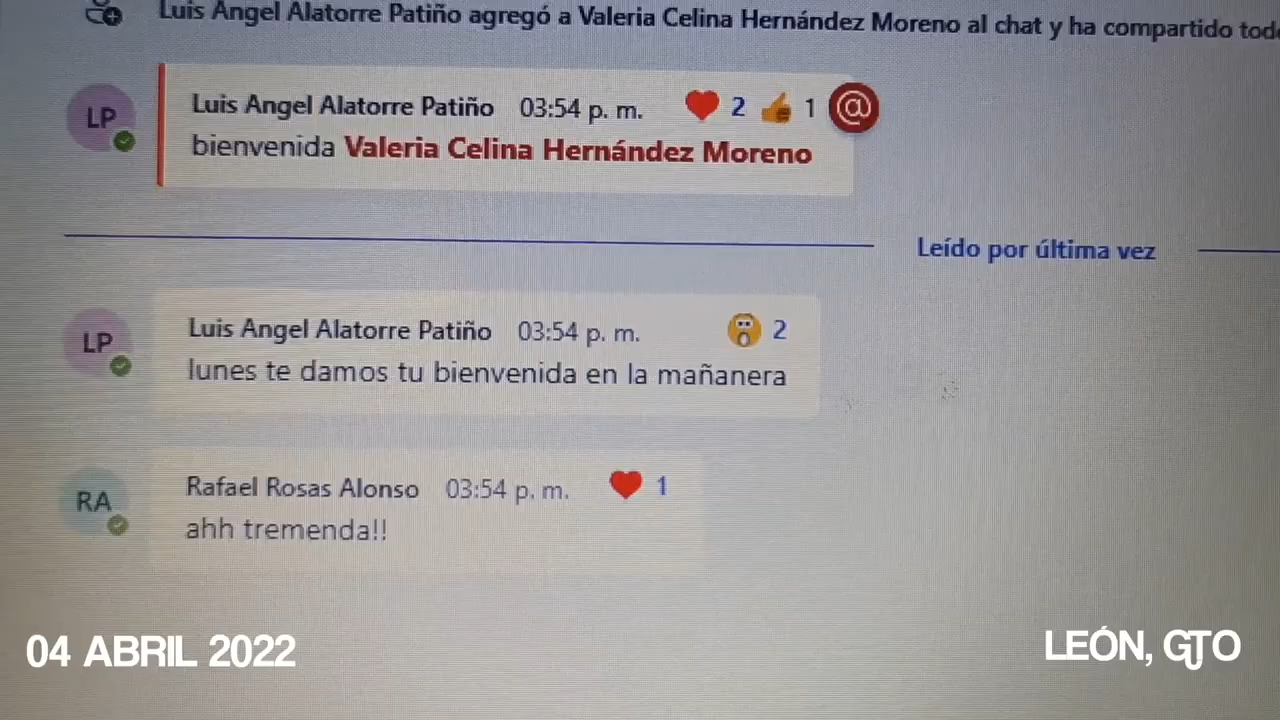 Luis Angel Alatorre Patiño agregó a Valeria Celina Hernández Moreno al chat y ha compartido
LP
Luis Angel Alatorre Patiño 03:54 p. m. 2 1 @
bienvenida Valeria Celina Hernández Moreno
Leído por última vez
LP
Luis Angel Alatorre Patiño 03:54 p. m. 2
lunes te damos tu bienvenida en la mañanera
RA
Rafael Rosas Alonso 03:54 p. m. 1
ahh tremenda!!
04 ABRIL 2022
LEÓN, GTO